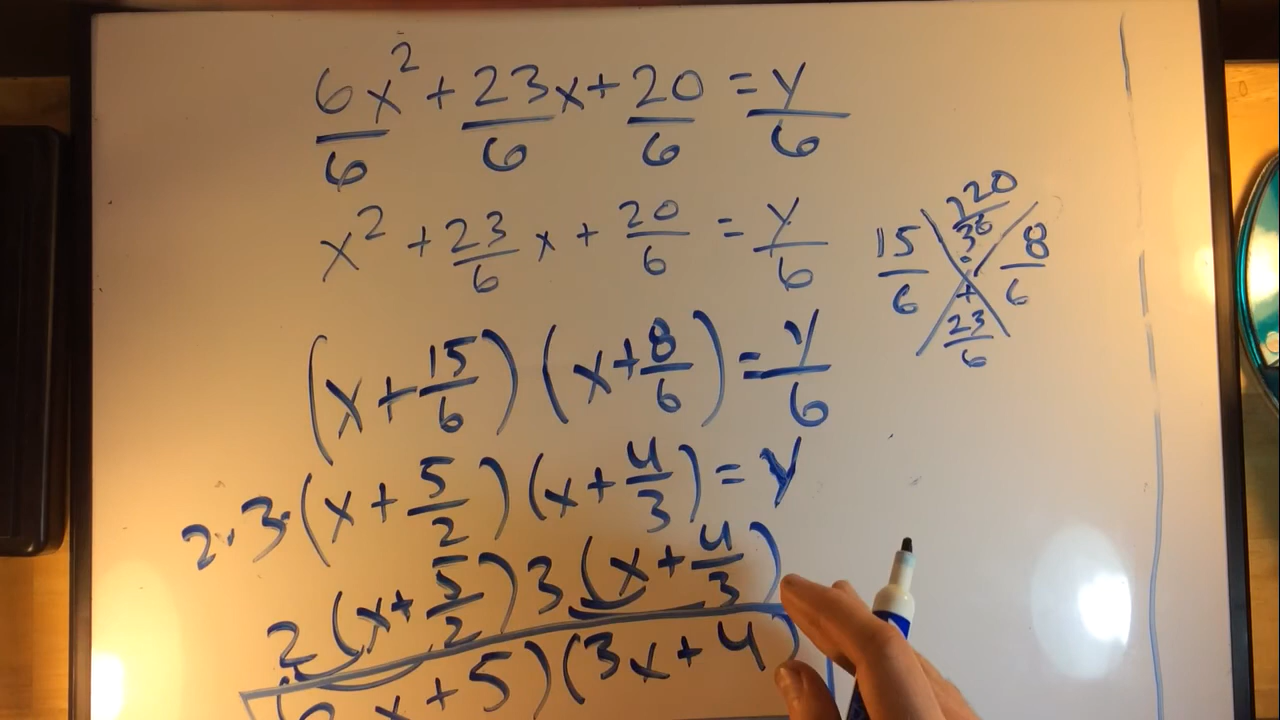 6x²/6 + 23x/6 + 20/6 = y/6
x² + 23/6 x + 20/6 = y/6
120/36
15/6 · 8/6
+
23/6
(x + 15/6)(x + 8/6) = y/6
2·3·(x + 5/2)(x + 4/3) = y
2(x + 5/2)3(x + 4/3)
x + 5)(3x + 4)